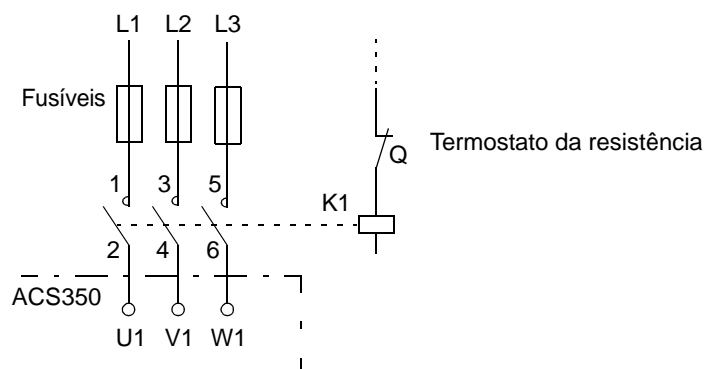 L1 L2 L3
Fusíveis
Termostato da resistência
Q
1 3 5
K1
2 4 6
ACS350
U1 V1 W1